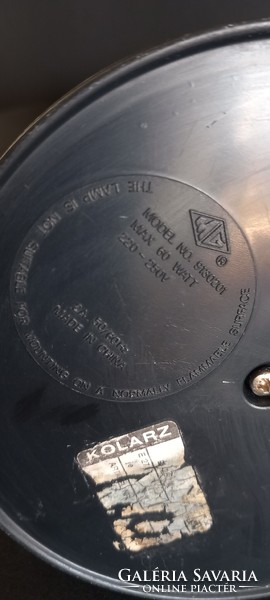 THE LAMP IS NOT SUITABLE FOR MOUNTING ON A NORMALLY FLAMMABLE SURFACE
MODEL NO.
MAX 60 WATT
220-250V
MADE IN CHINA
KOLARZ
GALÉRIA SAVARIA
ONLINE PIACTÉR